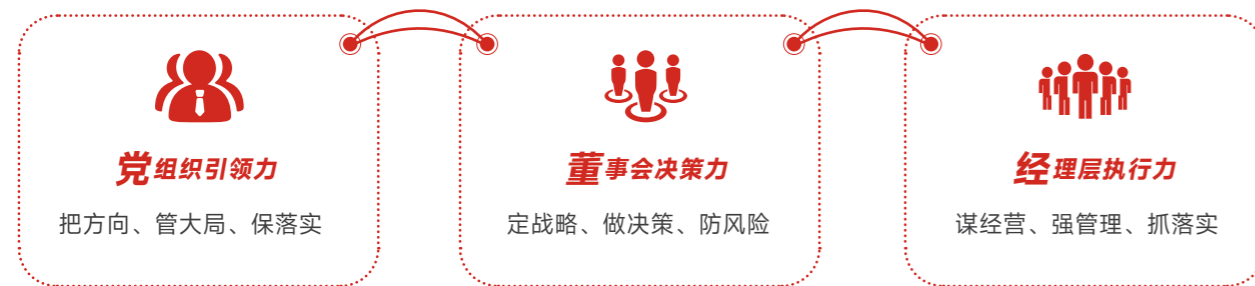 党组织引领力
把方向、管大局、保落实
董事会决策力
定战略、做决策、防风险
经理层执行力
谋经营、强管理、抓落实